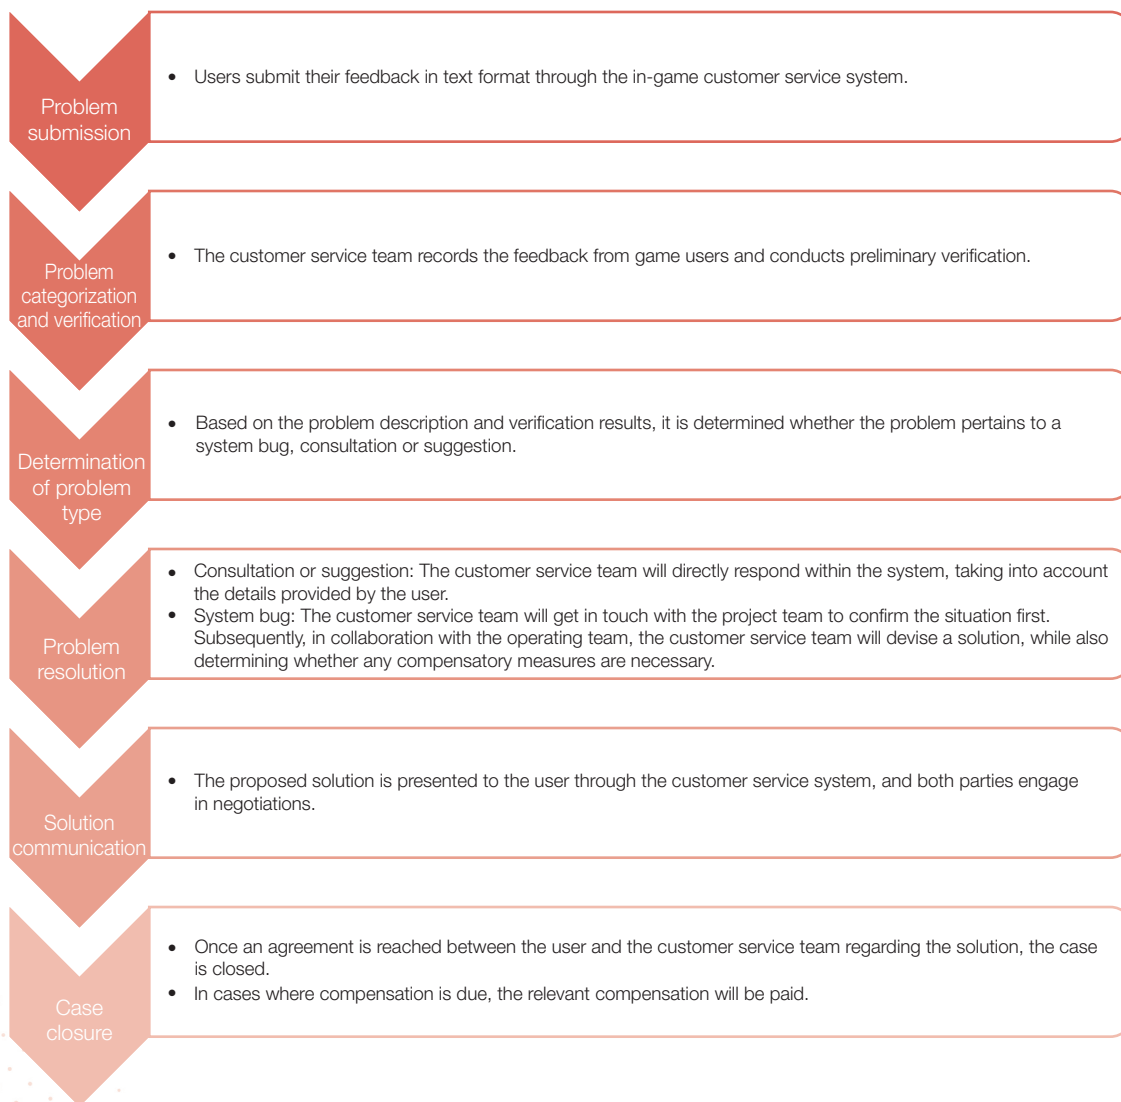 Problem
submission
• Users submit their feedback in text format through the in-game customer service system.
Problem
categorization
and verification
• The customer service team records the feedback from game users and conducts preliminary verification.
Determination
of problem
type
• Based on the problem description and verification results, it is determined whether the problem pertains to a
system bug, consultation or suggestion.
Problem
resolution
• Consultation or suggestion: The customer service team will directly respond within the system, taking into account
the details provided by the user.
• System bug: The customer service team will get in touch with the project team to confirm the situation first.
Subsequently, in collaboration with the operating team, the customer service team will devise a solution, while also
determining whether any compensatory measures are necessary.
Solution
communication
• The proposed solution is presented to the user through the customer service system, and both parties engage
in negotiations.
Case
closure
• Once an agreement is reached between the user and the customer service team regarding the solution, the case
is closed.
• In cases where compensation is due, the relevant compensation will be paid.